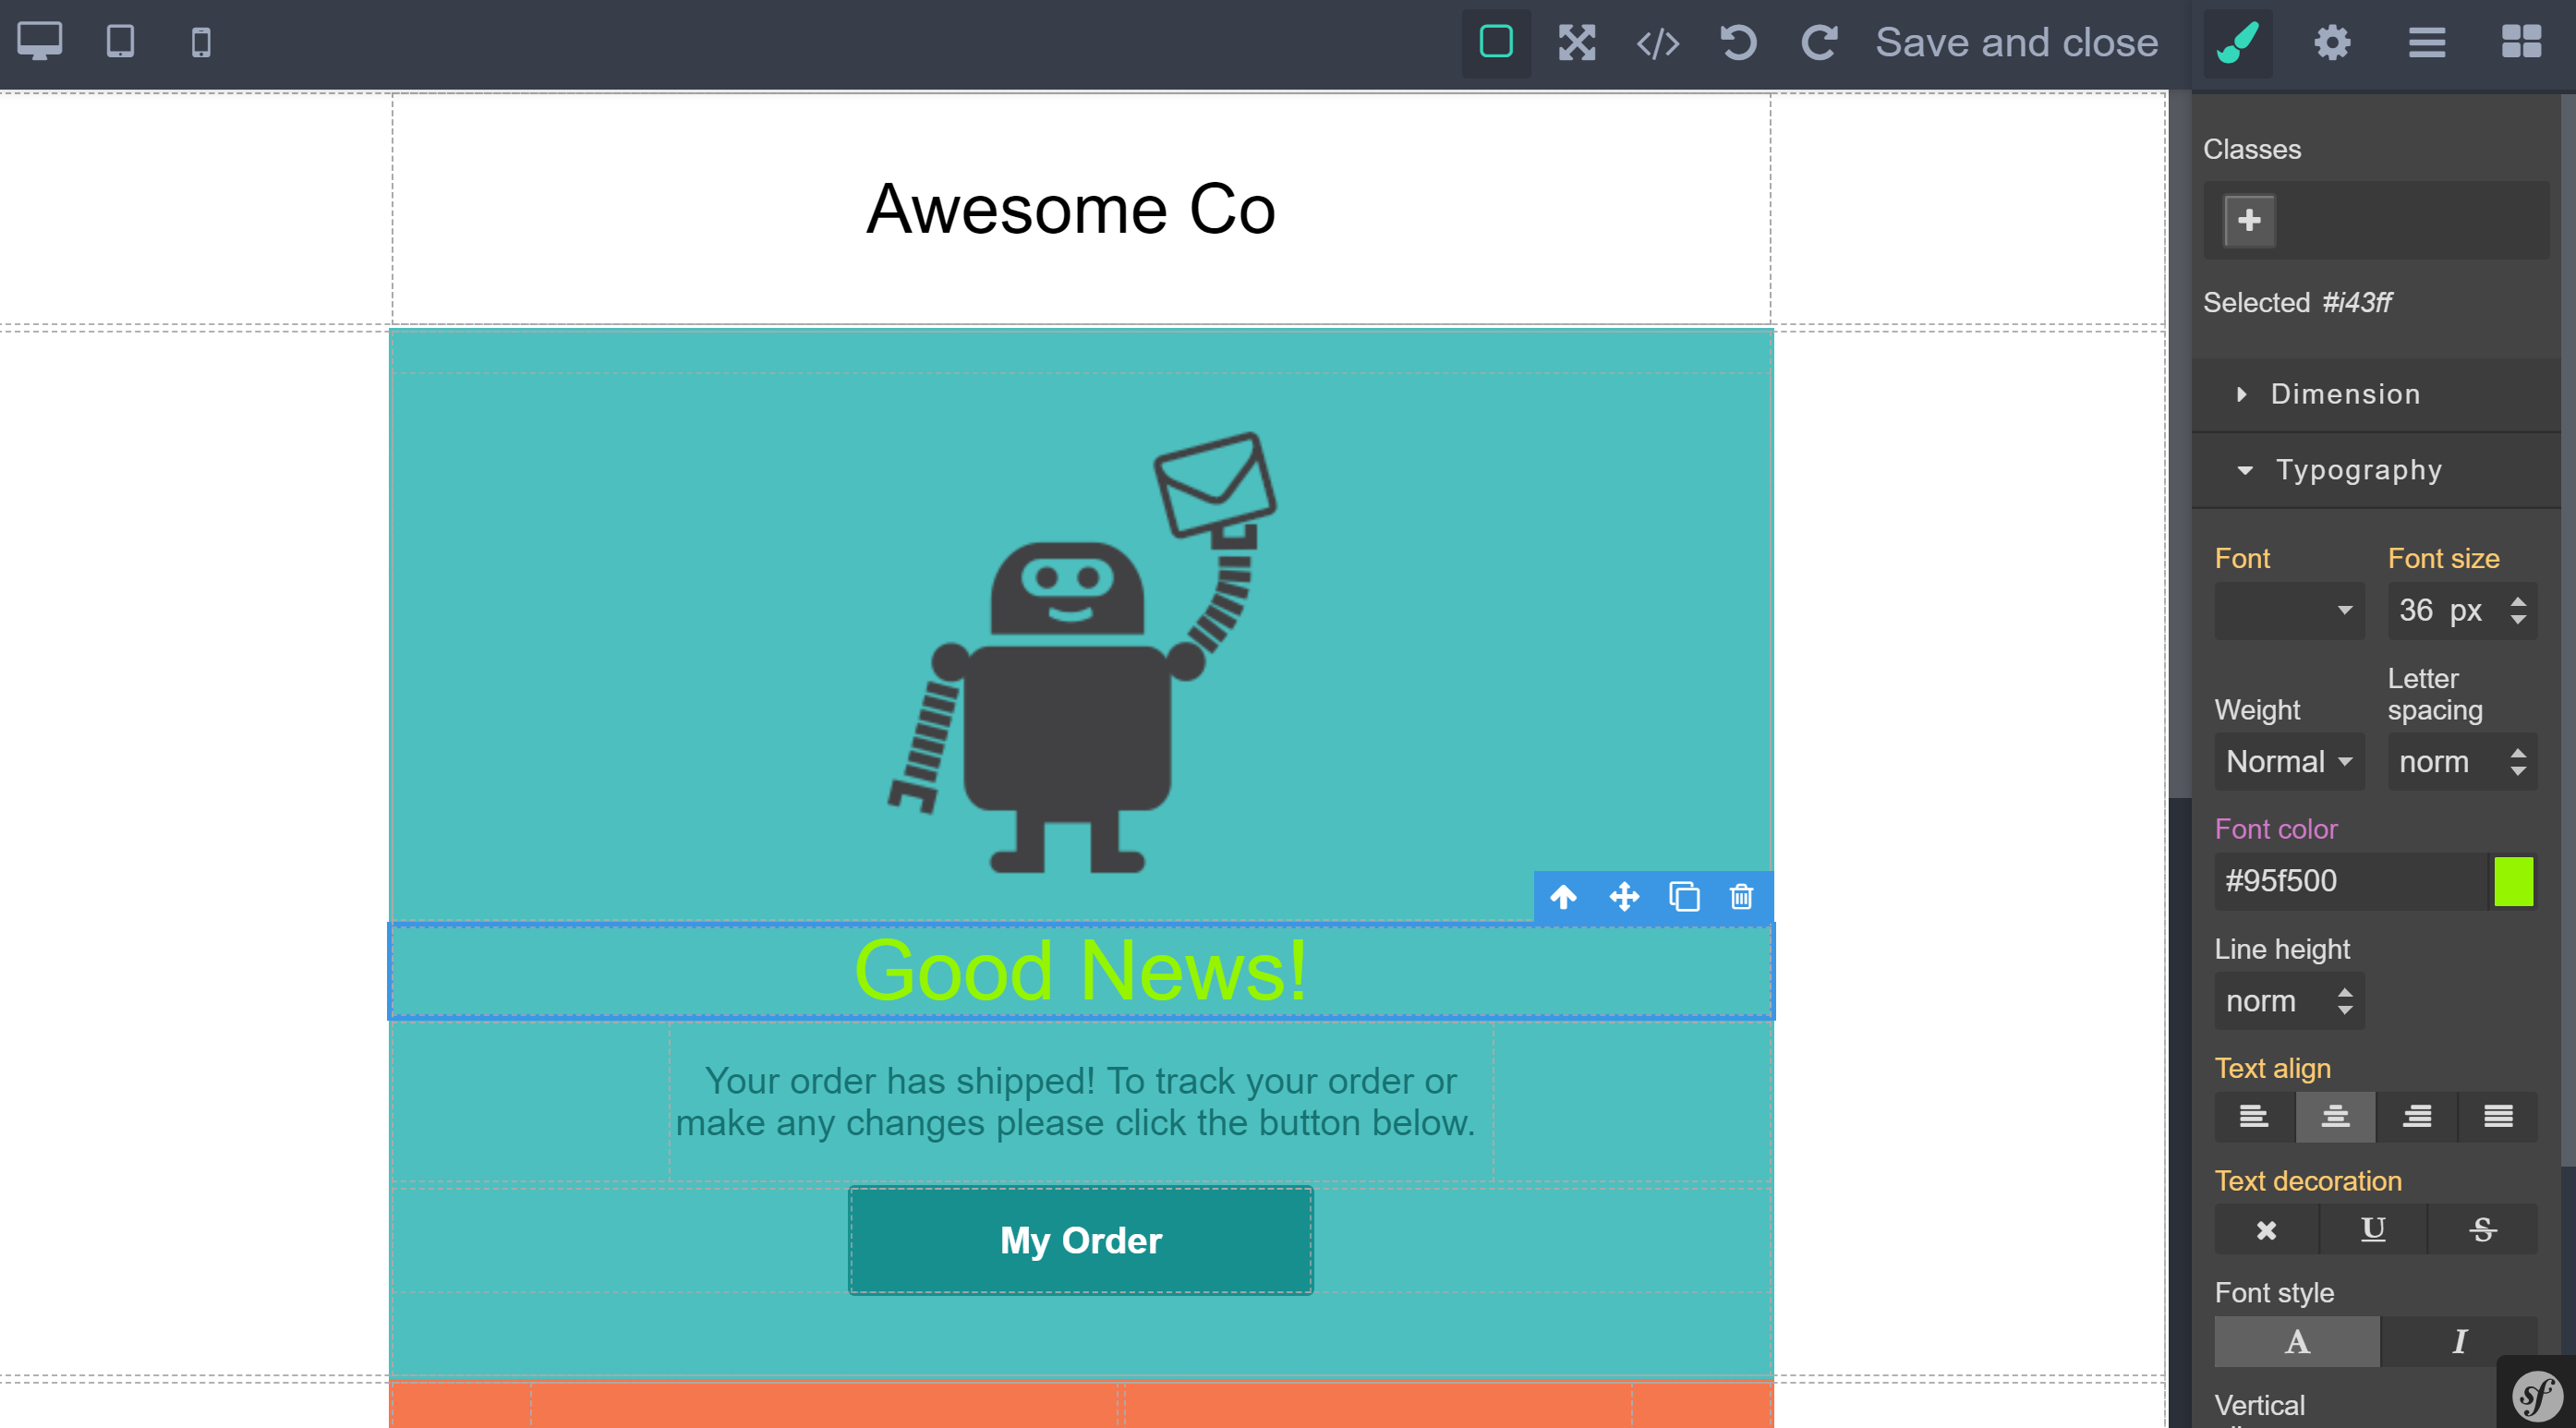 Save and close
Classes
Awesome Co
Selected #i43ff
Dimension
Typography
Font
Font size
36 px
Weight
Letter
spacing
Normal
norm
Font color
#95f500
Good News!
Line height
norm
Your order has shipped! To track your order or
make any changes please click the button below.
Text align
Text decoration
U
S
My Order
Font style
A
I
Vertical
sf